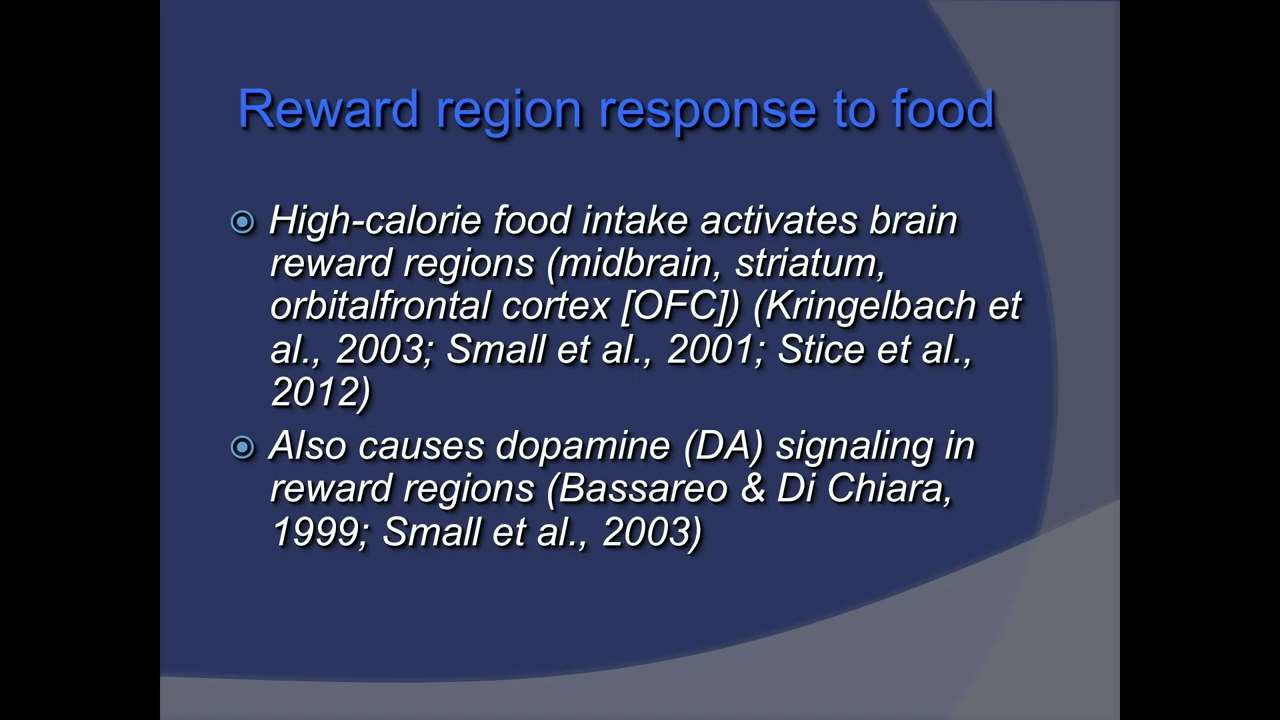 Reward region response to food
High-calorie food intake activates brain
reward regions (midbrain, striatum,
orbitalfrontal cortex [OFC]) (Kringelbach et
al., 2003; Small et al., 2001; Stice et al.,
2012)
Also causes dopamine (DA) signaling in
reward regions (Bassareo & Di Chiara,
1999; Small et al., 2003)